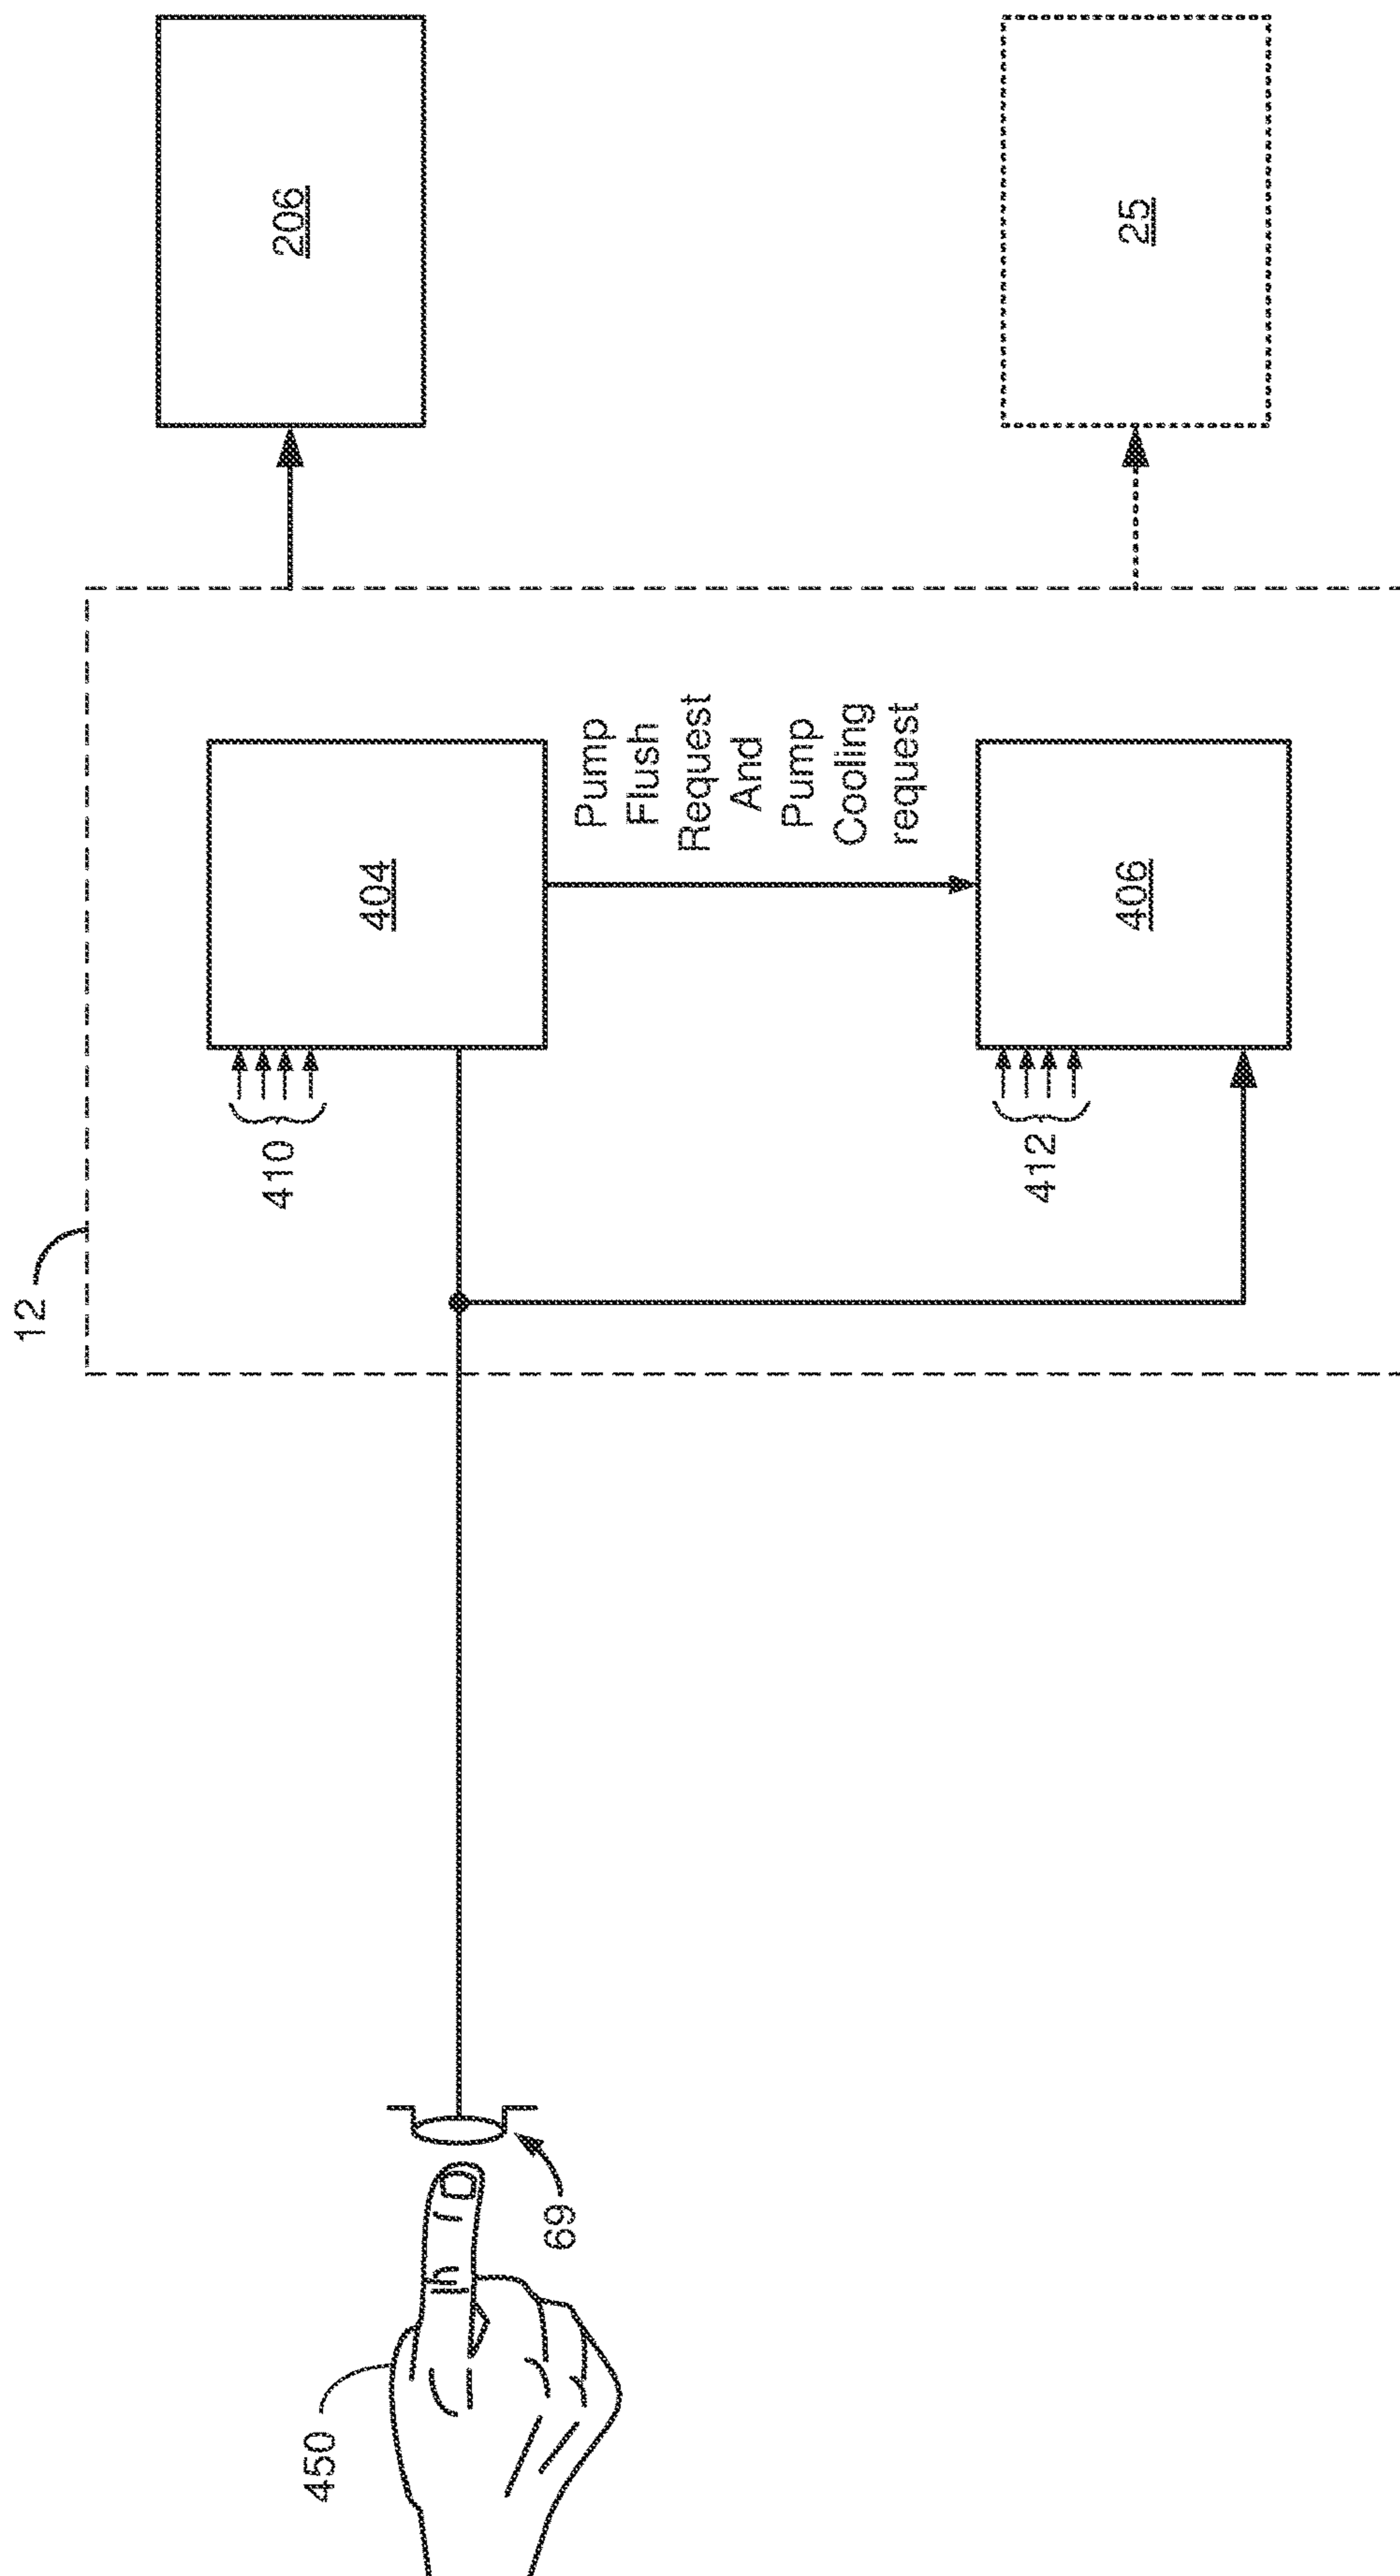 12
450
69
410
404
206
Pump
Flush
Request
And
Pump
Cooling
request
412
406
25